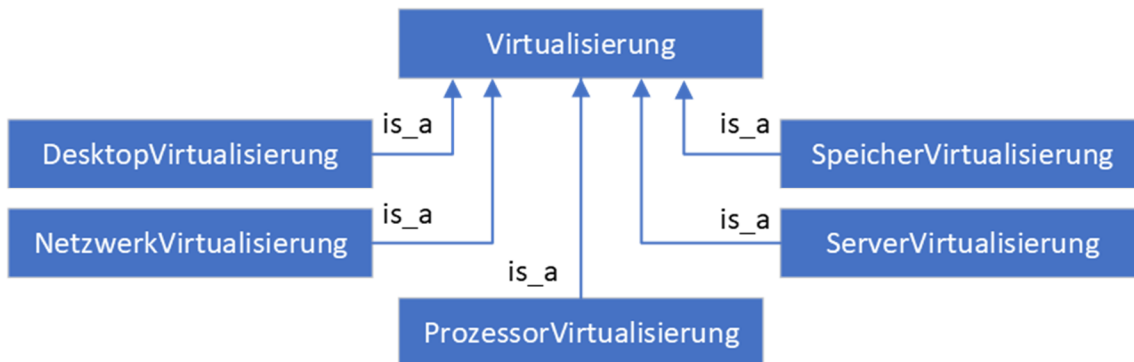 Virtualisierung
is_a
is_a
DesktopVirtualisierung
SpeicherVirtualisierung
is_a
is_a
NetzwerkVirtualisierung
ServerVirtualisierung
is_a
ProzessorVirtualisierung